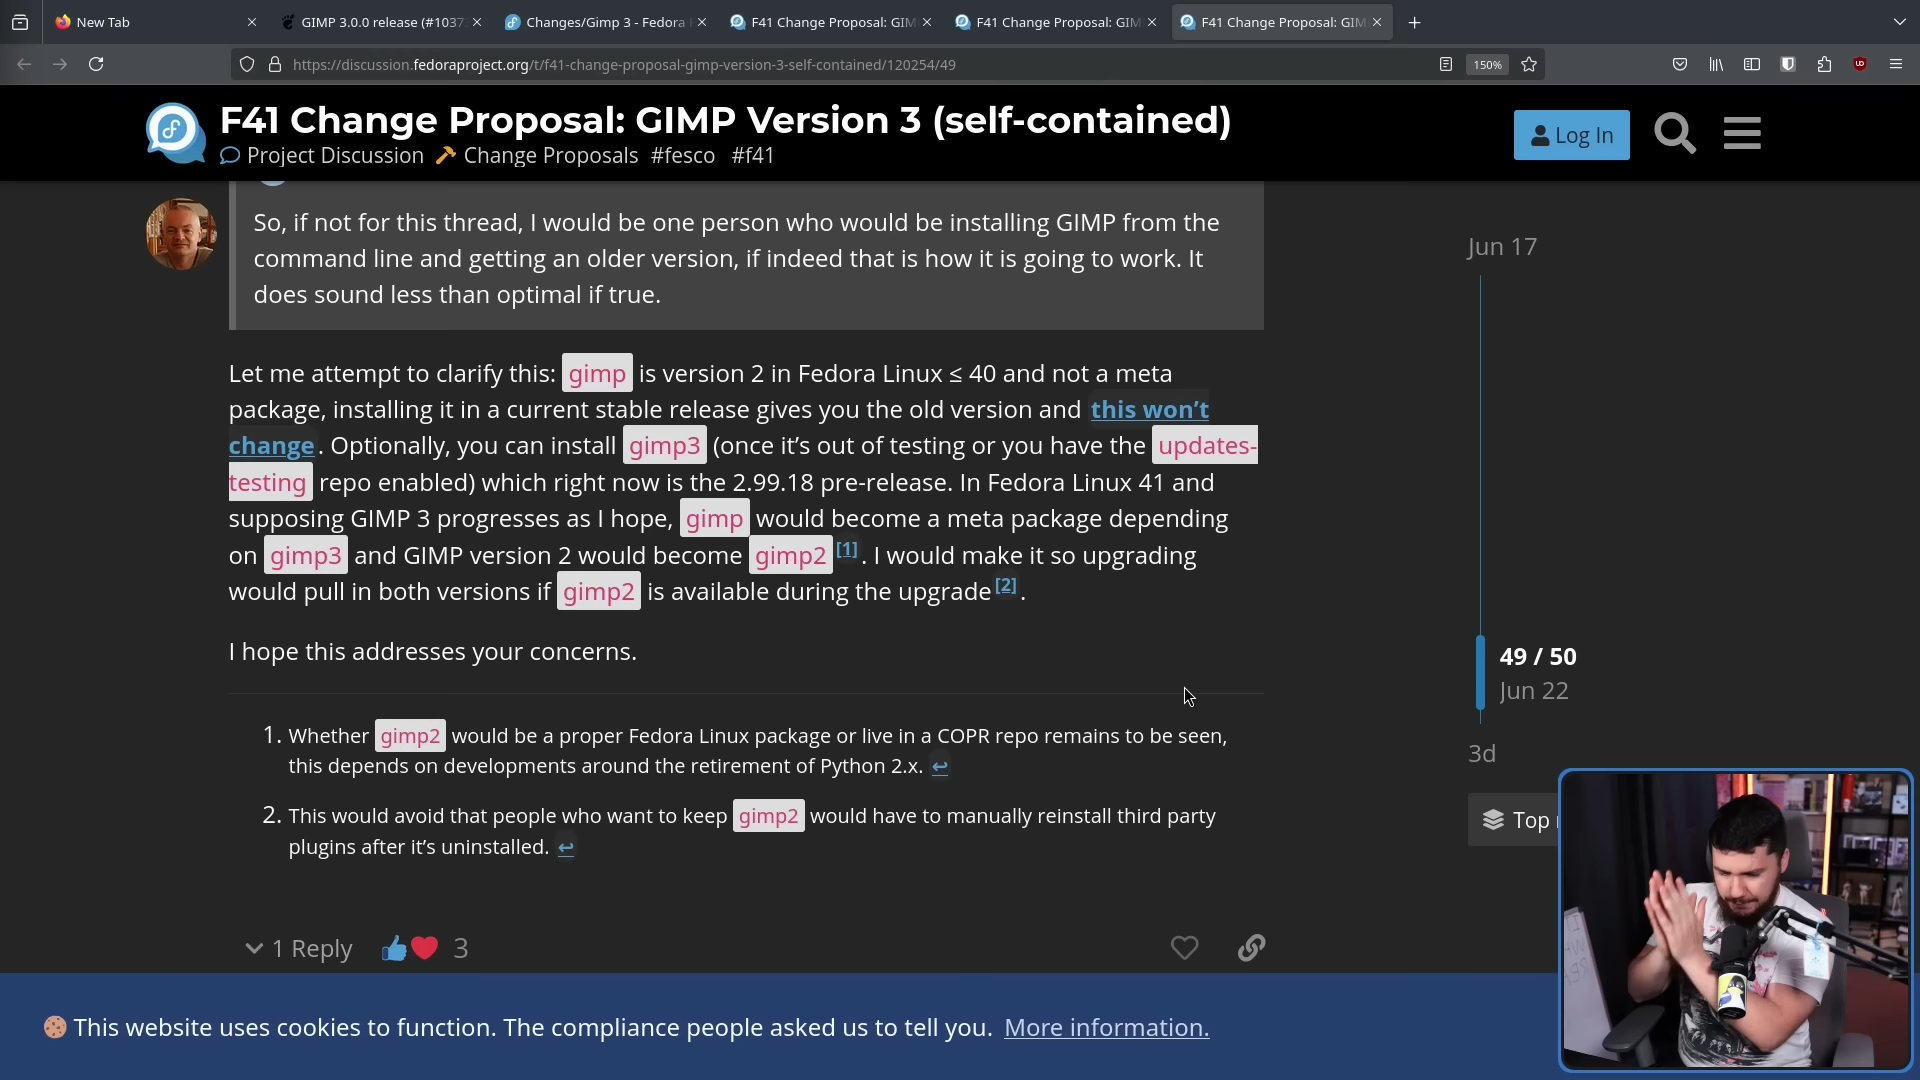 New Tab
GIMP 3.0.0 release (#1037
Changes/Gimp 3 - Fedora
F41 Change Proposal: GIM
F41 Change Proposal: GIM
F41 Change Proposal: GIM
https://discussion.fedoraproject.org/t/f41-change-proposal-gimp-version-3-self-contained/120254/49
150%
F41 Change Proposal: GIMP Version 3 (self-contained)
Project Discussion Change Proposals #fesco #f41
Log In
So, if not for this thread, I would be one person who would be installing GIMP from the
command line and getting an older version, if indeed that is how it is going to work. It
does sound less than optimal if true.
Let me attempt to clarify this: gimp is version 2 in Fedora Linux ≤ 40 and not a meta
package, installing it in a current stable release gives you the old version and this won’t
change. Optionally, you can install gimp3 (once it’s out of testing or you have the updates-
testing repo enabled) which right now is the 2.99.18 pre-release. In Fedora Linux 41 and
supposing GIMP 3 progresses as I hope, gimp would become a meta package depending
on gimp3 and GIMP version 2 would become gimp2 [1]. I would make it so upgrading
would pull in both versions if gimp2 is available during the upgrade [2].
I hope this addresses your concerns.
1. Whether gimp2 would be a proper Fedora Linux package or live in a COPR repo remains to be seen,
this depends on developments around the retirement of Python 2.x. ↩
2. This would avoid that people who want to keep gimp2 would have to manually reinstall third party
plugins after it’s uninstalled. ↩
1 Reply
3
Jun 17
49 / 50
Jun 22
3d
Top
This website uses cookies to function. The compliance people asked us to tell you. More information.